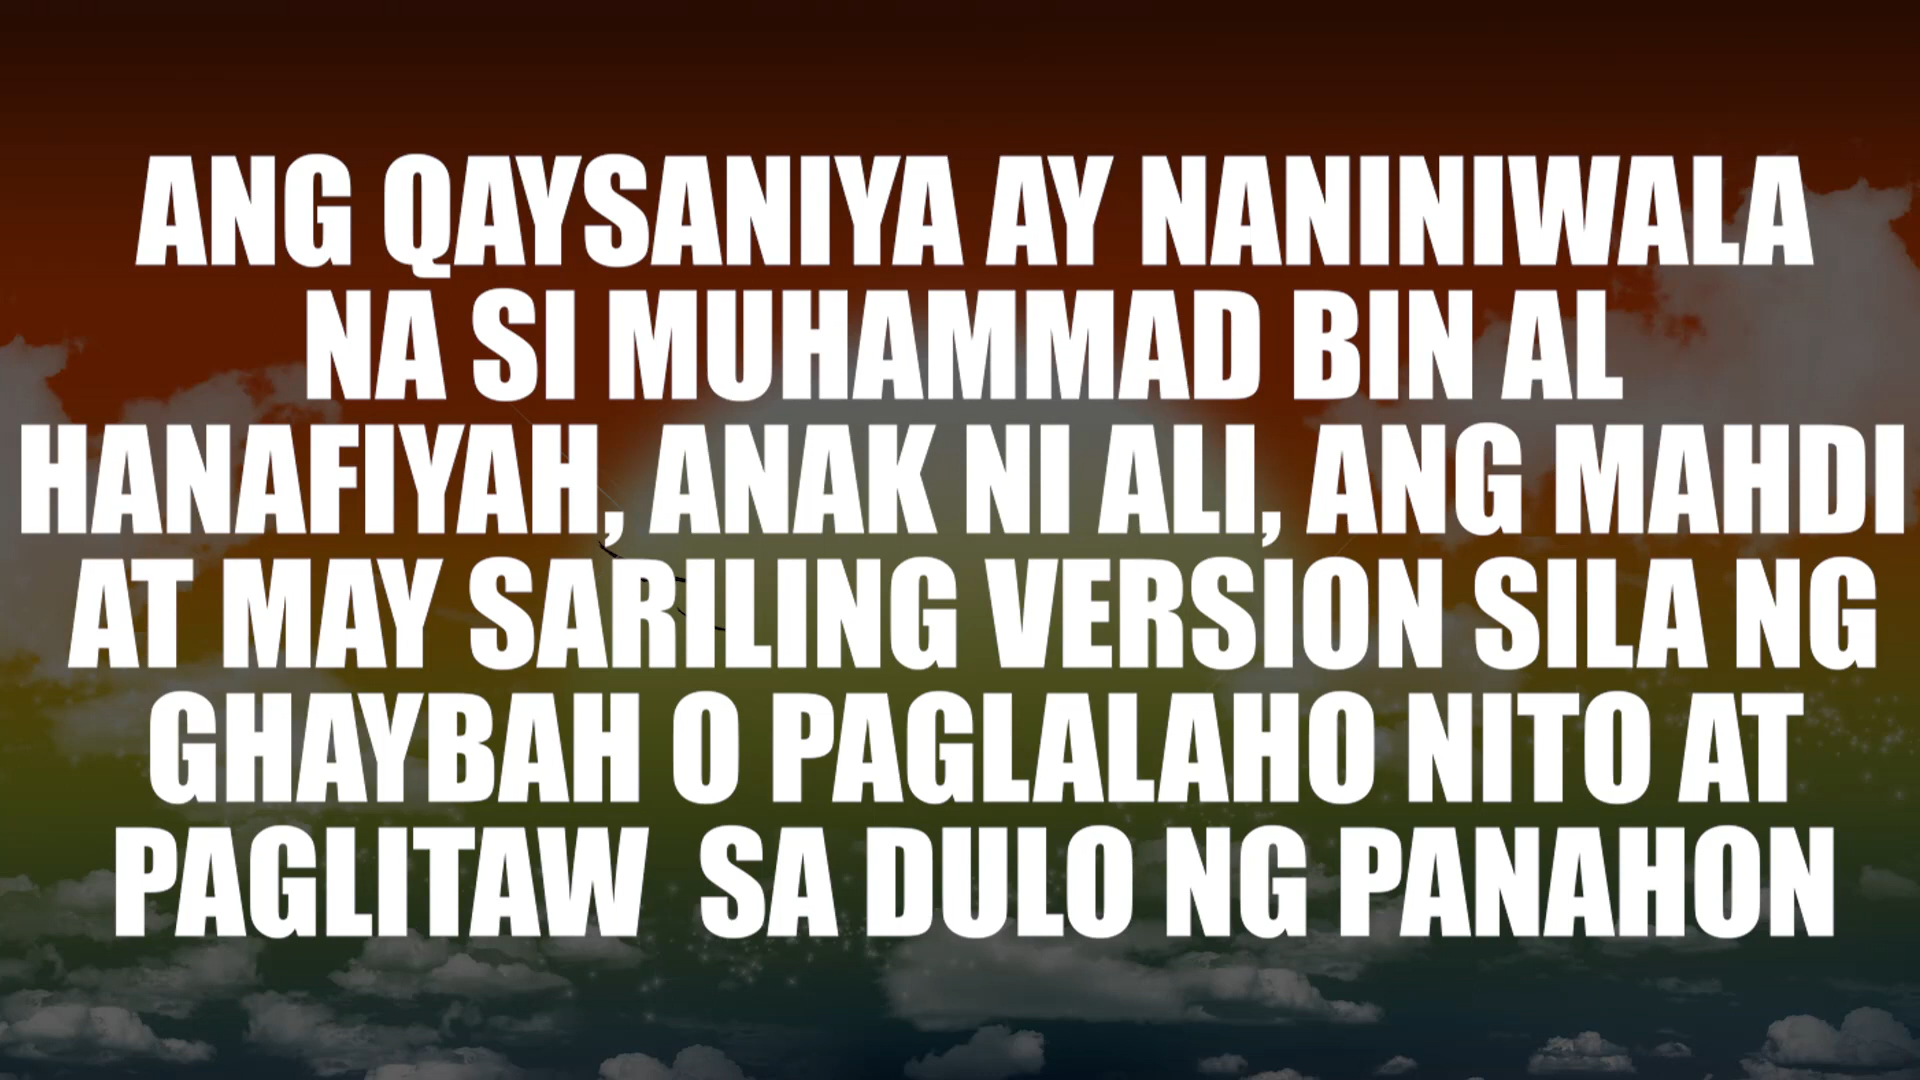 ANG QAYSANIYA AY NANINIWALA
NA SI MUHAMMAD BIN AL
HANAFIYAH, ANAK NI ALI, ANG MAHDI
AT MAY SARILING VERSION SILA NG
GHAYBAH O PAGLALAHO NITO AT
PAGLITAW  SA DULO NG PANAHON